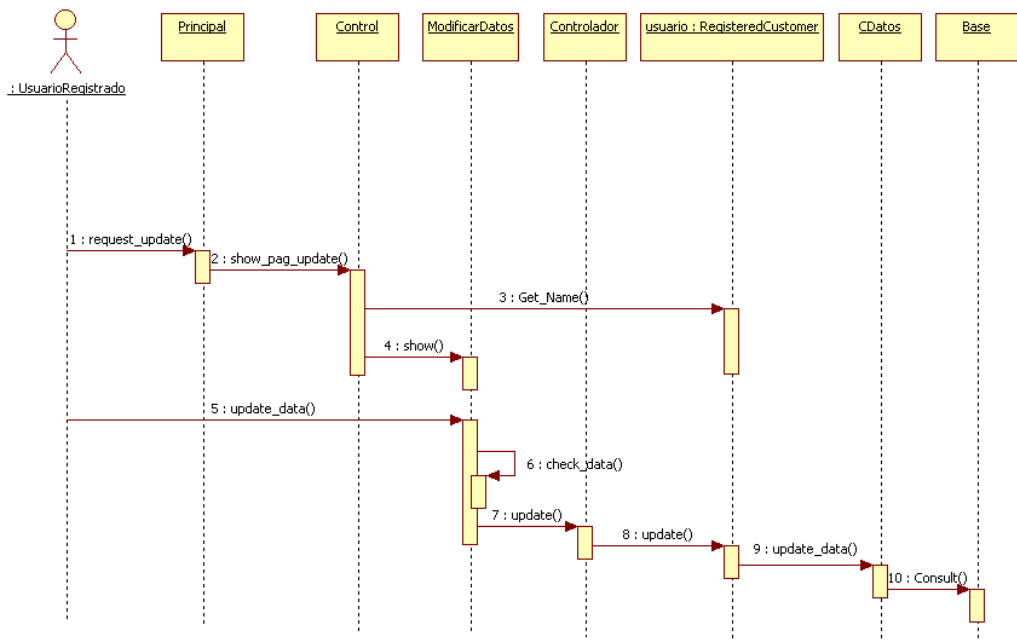 Principal
Control
ModificarDatos
Controlador
usuario : RegisteredCustomer
CDatos
Base
: UsuarioRegistrado
1 : request_update()
2 : show_pag_update()
3 : Get_Name()
4 : show()
5 : update_data()
6 : check_data()
7 : update()
8 : update()
9 : update_data()
10 : Consult()